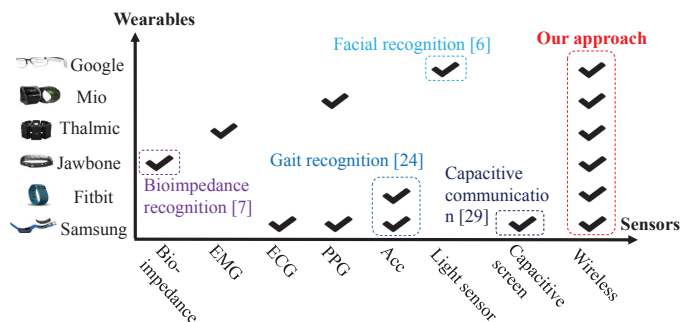 Wearables
Facial recognition [6]
Our approach
Google
Mio
Thalmic
Jawbone
Fitbit
Samsung
Bioimpedance
recognition [7]
Gait recognition [24]
Capacitive
communicatio
n [29]
Sensors
Bio-
impedance
EMG
ECG
PPG
Acc
Light sensor
Capacitive
screen
Wireless